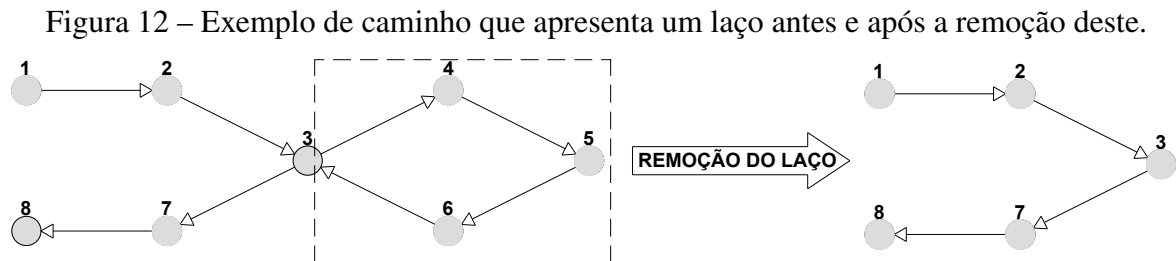 Figura 12 – Exemplo de caminho que apresenta um laço antes e após a remoção deste.
1 2 4 1 2
3 5 REMOÇÃO DO LAÇO 3
8 7 6 8 7